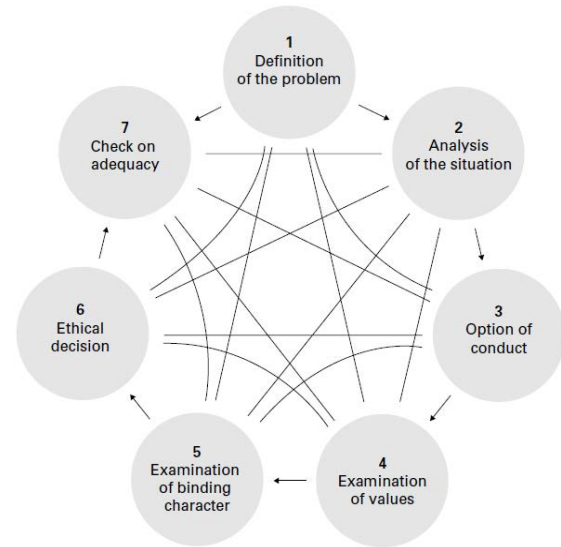 1
Definition
of the problem
2
Analysis
of the situation
3
Option of
conduct
4
Examination
of values
5
Examination
of binding
character
6
Ethical
decision
7
Check on
adequacy